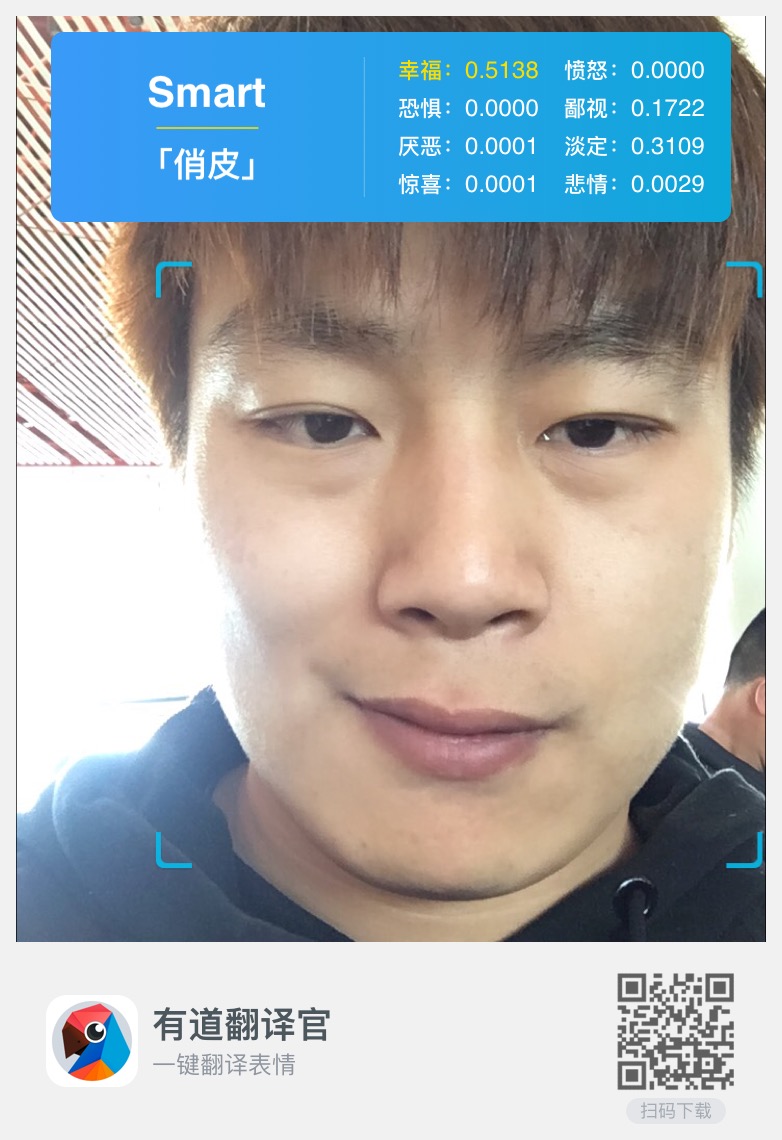 Smart
「俏皮」
幸福：0.5138 愤怒：0.0000
恐惧：0.0000 鄙视：0.1722
厌恶：0.0001 淡定：0.3109
惊喜：0.0001 悲情：0.0029
有道翻译官
一键翻译表情
扫码下载